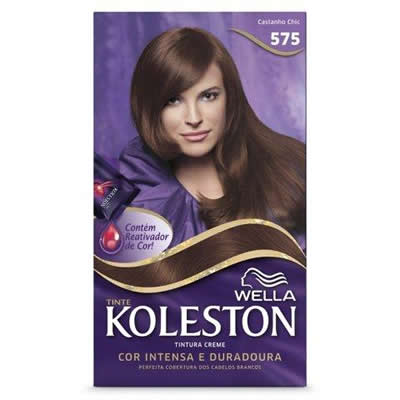 Castanho Chic
575
KOLESTON
Contém
Reativador
de Cor!
WELLA
TINTE
KOLESTON
TINTURA CREME
COR INTENSA E DURADOURA
PERFEITA COBERTURA DOS CABELOS BRANCOS